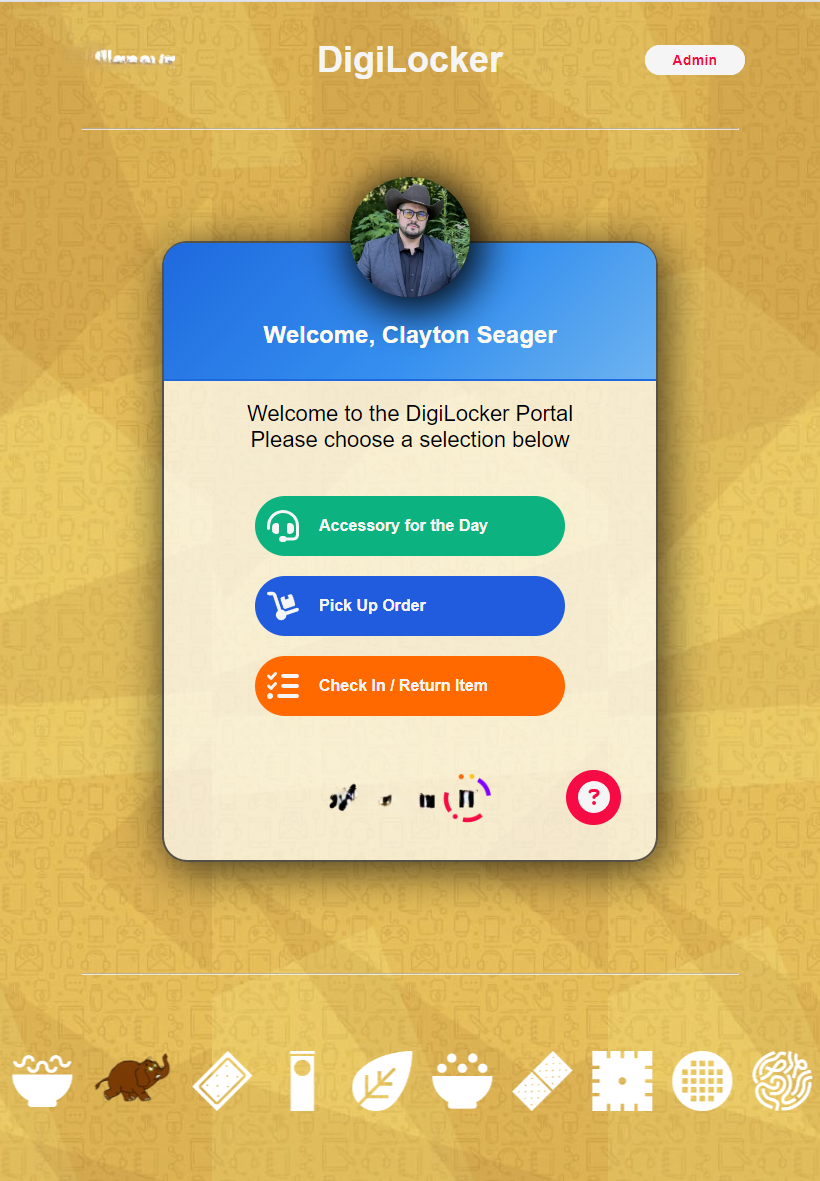 DigiLocker
Admin
Welcome, Clayton Seager
Welcome to the DigiLocker Portal
Please choose a selection below
Accessory for the Day
Pick Up Order
Check In / Return Item
?